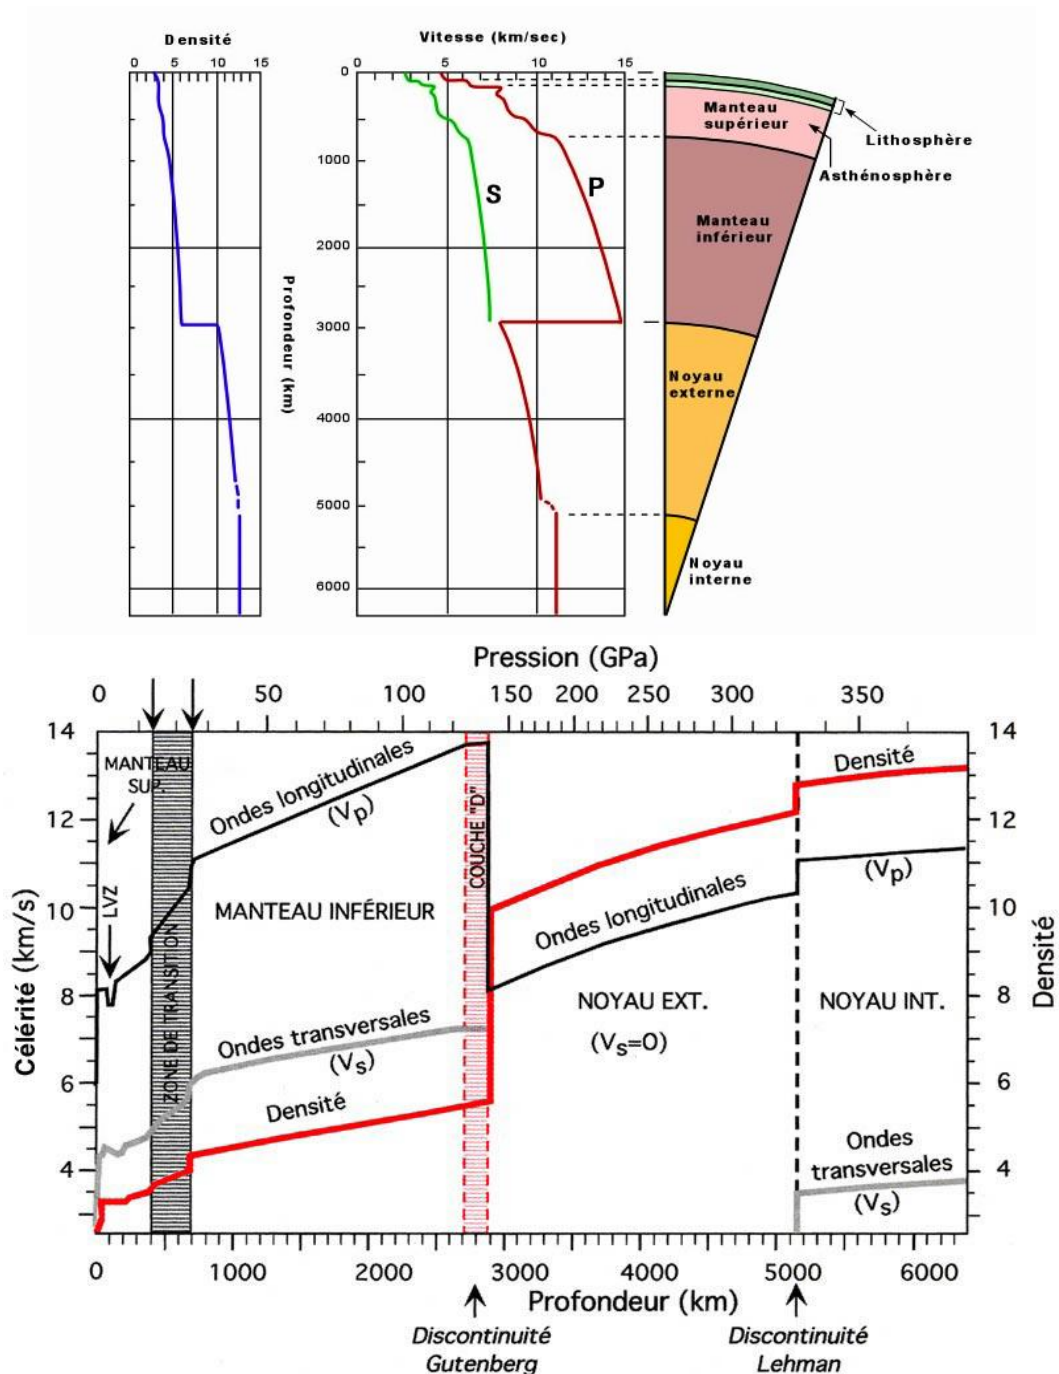 Densité
0 5 10 15
Vitesse (km/sec)
0 5 10 15
0
1000
2000
3000
4000
5000
6000
Profondeur (km)
S
P
Manteau
supérieur
Lithosphère
Asthénosphère
Manteau
inférieur
Noyau
externe
Noyau
interne
Pression (GPa)
0 50 100 150 200 250 300 350
14
12
10
8
6
4
Célérité (km/s)
MANTEAU
SUP.
LVZ
ZONE DE TRANSITION
Ondes longitudinales
(Vp)
MANTEAU INFÉRIEUR
Ondes transversales
(Vs)
Densité
COUCHE "D"
Ondes longitudinales
NOYAU EXT.
(Vs=0)
Densité
(Vp)
NOYAU INT.
Ondes
transversales
(Vs)
14
12
10
8
6
4
Densité
0 1000 2000 3000 4000 5000 6000
Profondeur (km)
Discontinuité
Gutenberg
Discontinuité
Lehman